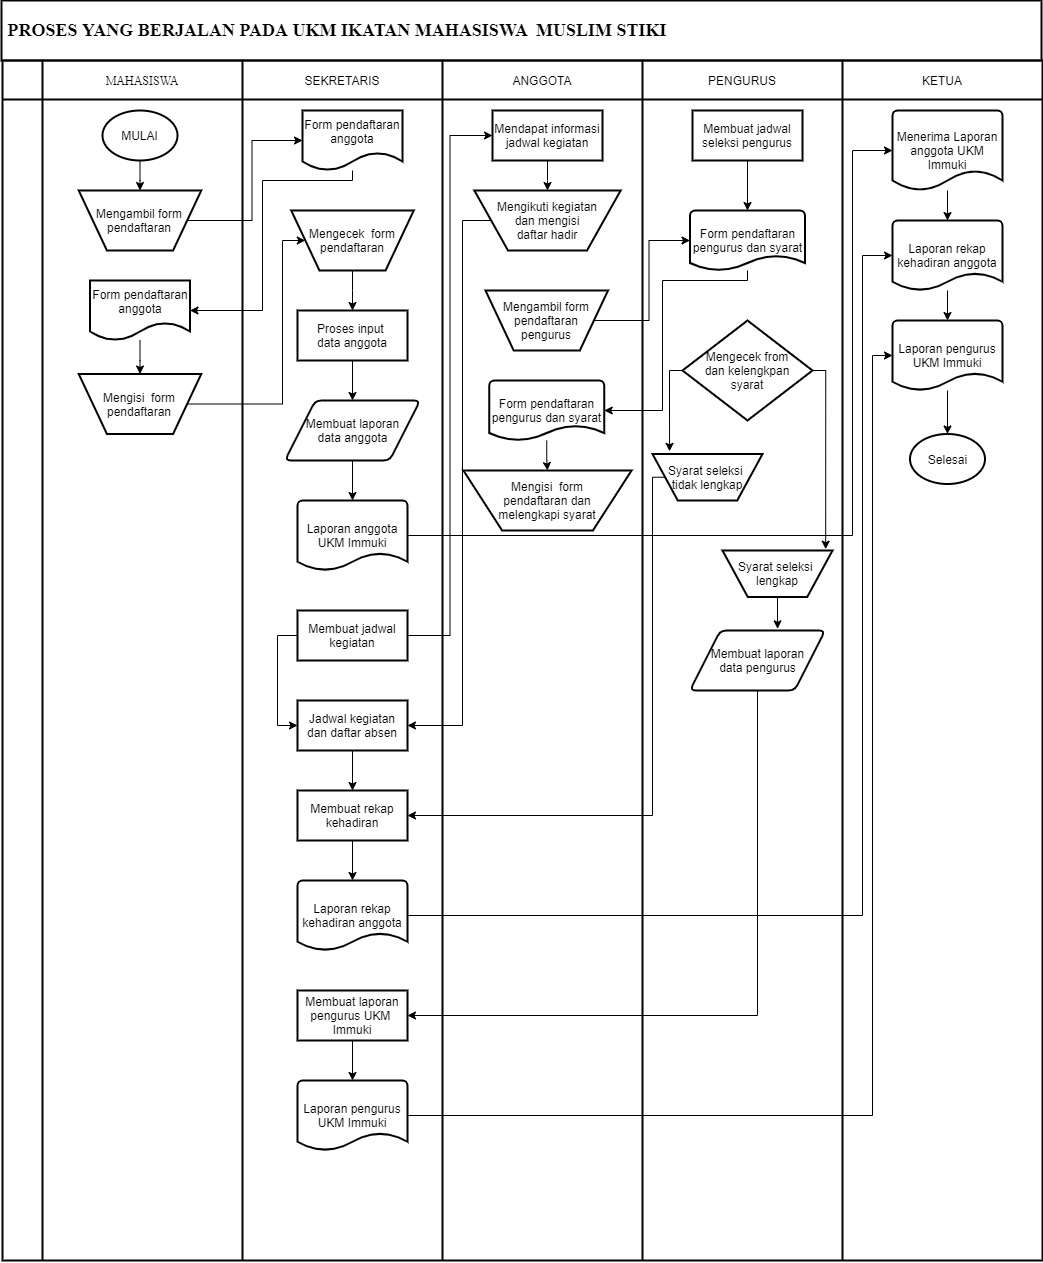 PROSES YANG BERJALAN PADA UKM IKATAN MAHASISWA  MUSLIM STIKI
MAHASISWA
SEKRETARIS
ANGGOTA
PENGURUS
KETUA
MULAI
Mengambil form
pendaftaran
Form pendaftaran
anggota
Mengisi  form
pendaftaran
Form pendaftaran
anggota
Mengecek  form
pendaftaran
Proses input
data anggota
Membuat laporan
data anggota
Laporan anggota
UKM Immuki
Membuat jadwal
kegiatan
Jadwal kegiatan
dan daftar absen
Membuat rekap
kehadiran
Laporan rekap
kehadiran anggota
Membuat laporan
pengurus UKM
Immuki
Laporan pengurus
UKM Immuki
Mendapat informasi
jadwal kegiatan
Mengikuti kegiatan
dan mengisi
daftar hadir
Mengambil form
pendaftaran
pengurus
Form pendaftaran
pengurus dan syarat
Mengisi  form
pendaftaran dan
melengkapi syarat
Membuat jadwal
seleksi pengurus
Form pendaftaran
pengurus dan syarat
Mengecek from
dan kelengkpan
syarat
Syarat seleksi
tidak lengkap
Syarat seleksi
lengkap
Membuat laporan
data pengurus
Menerima Laporan
anggota UKM
Immuki
Laporan rekap
kehadiran anggota
Laporan pengurus
UKM Immuki
Selesai